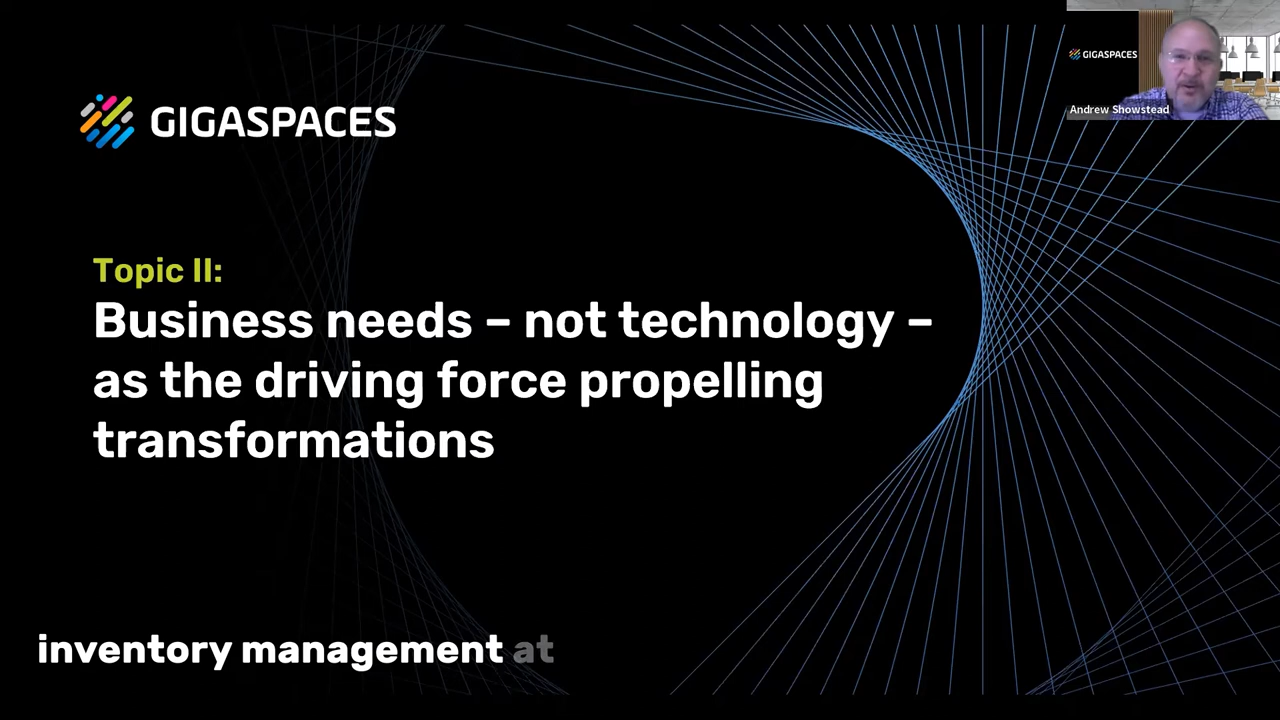 GIGASPACES
GIGASPACES
Andrew Showstead
Topic II:
Business needs – not technology –
as the driving force propelling
transformations
inventory management at